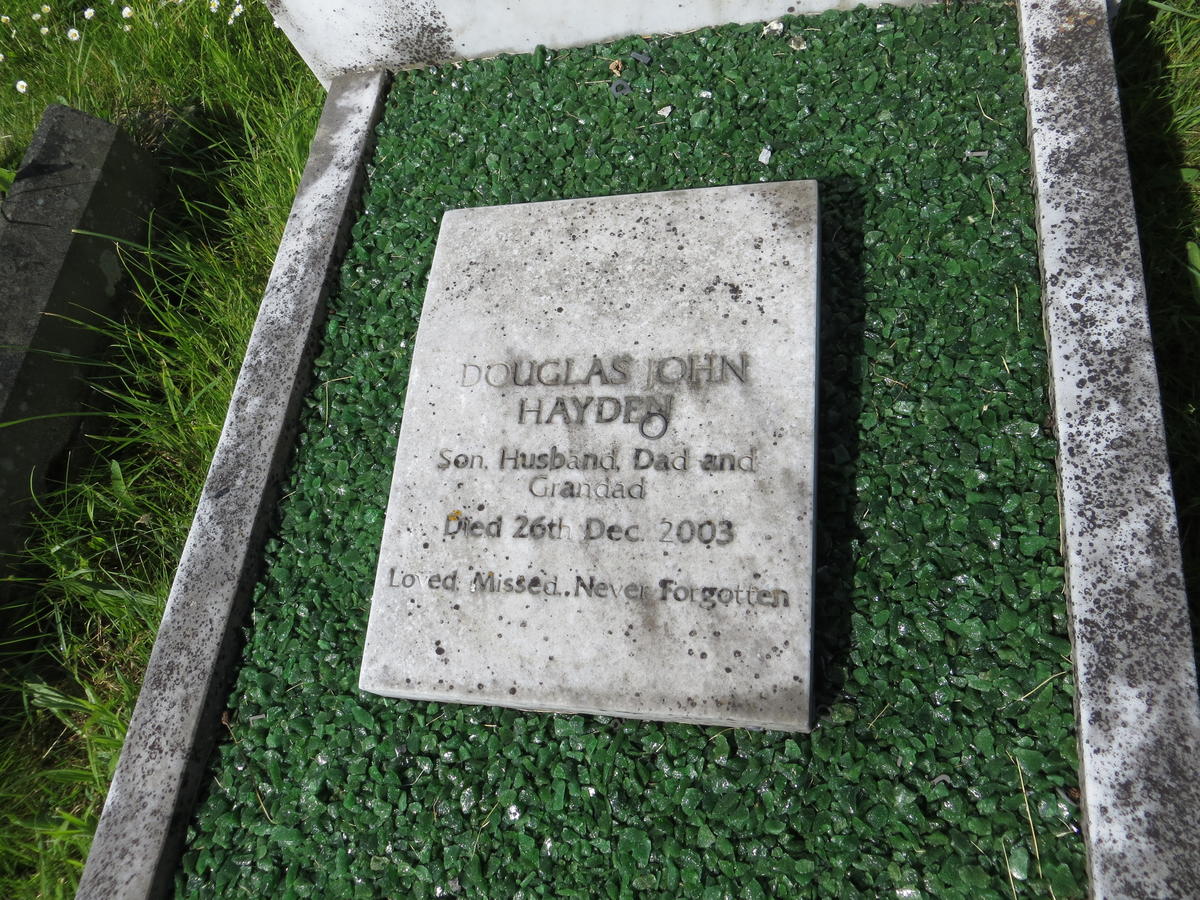 DOUGLAS JOHN
HAYDEN
Son, Husband, Dad and
Grandad
Died 26th Dec. 2003
Loved, Missed..Never Forgotten